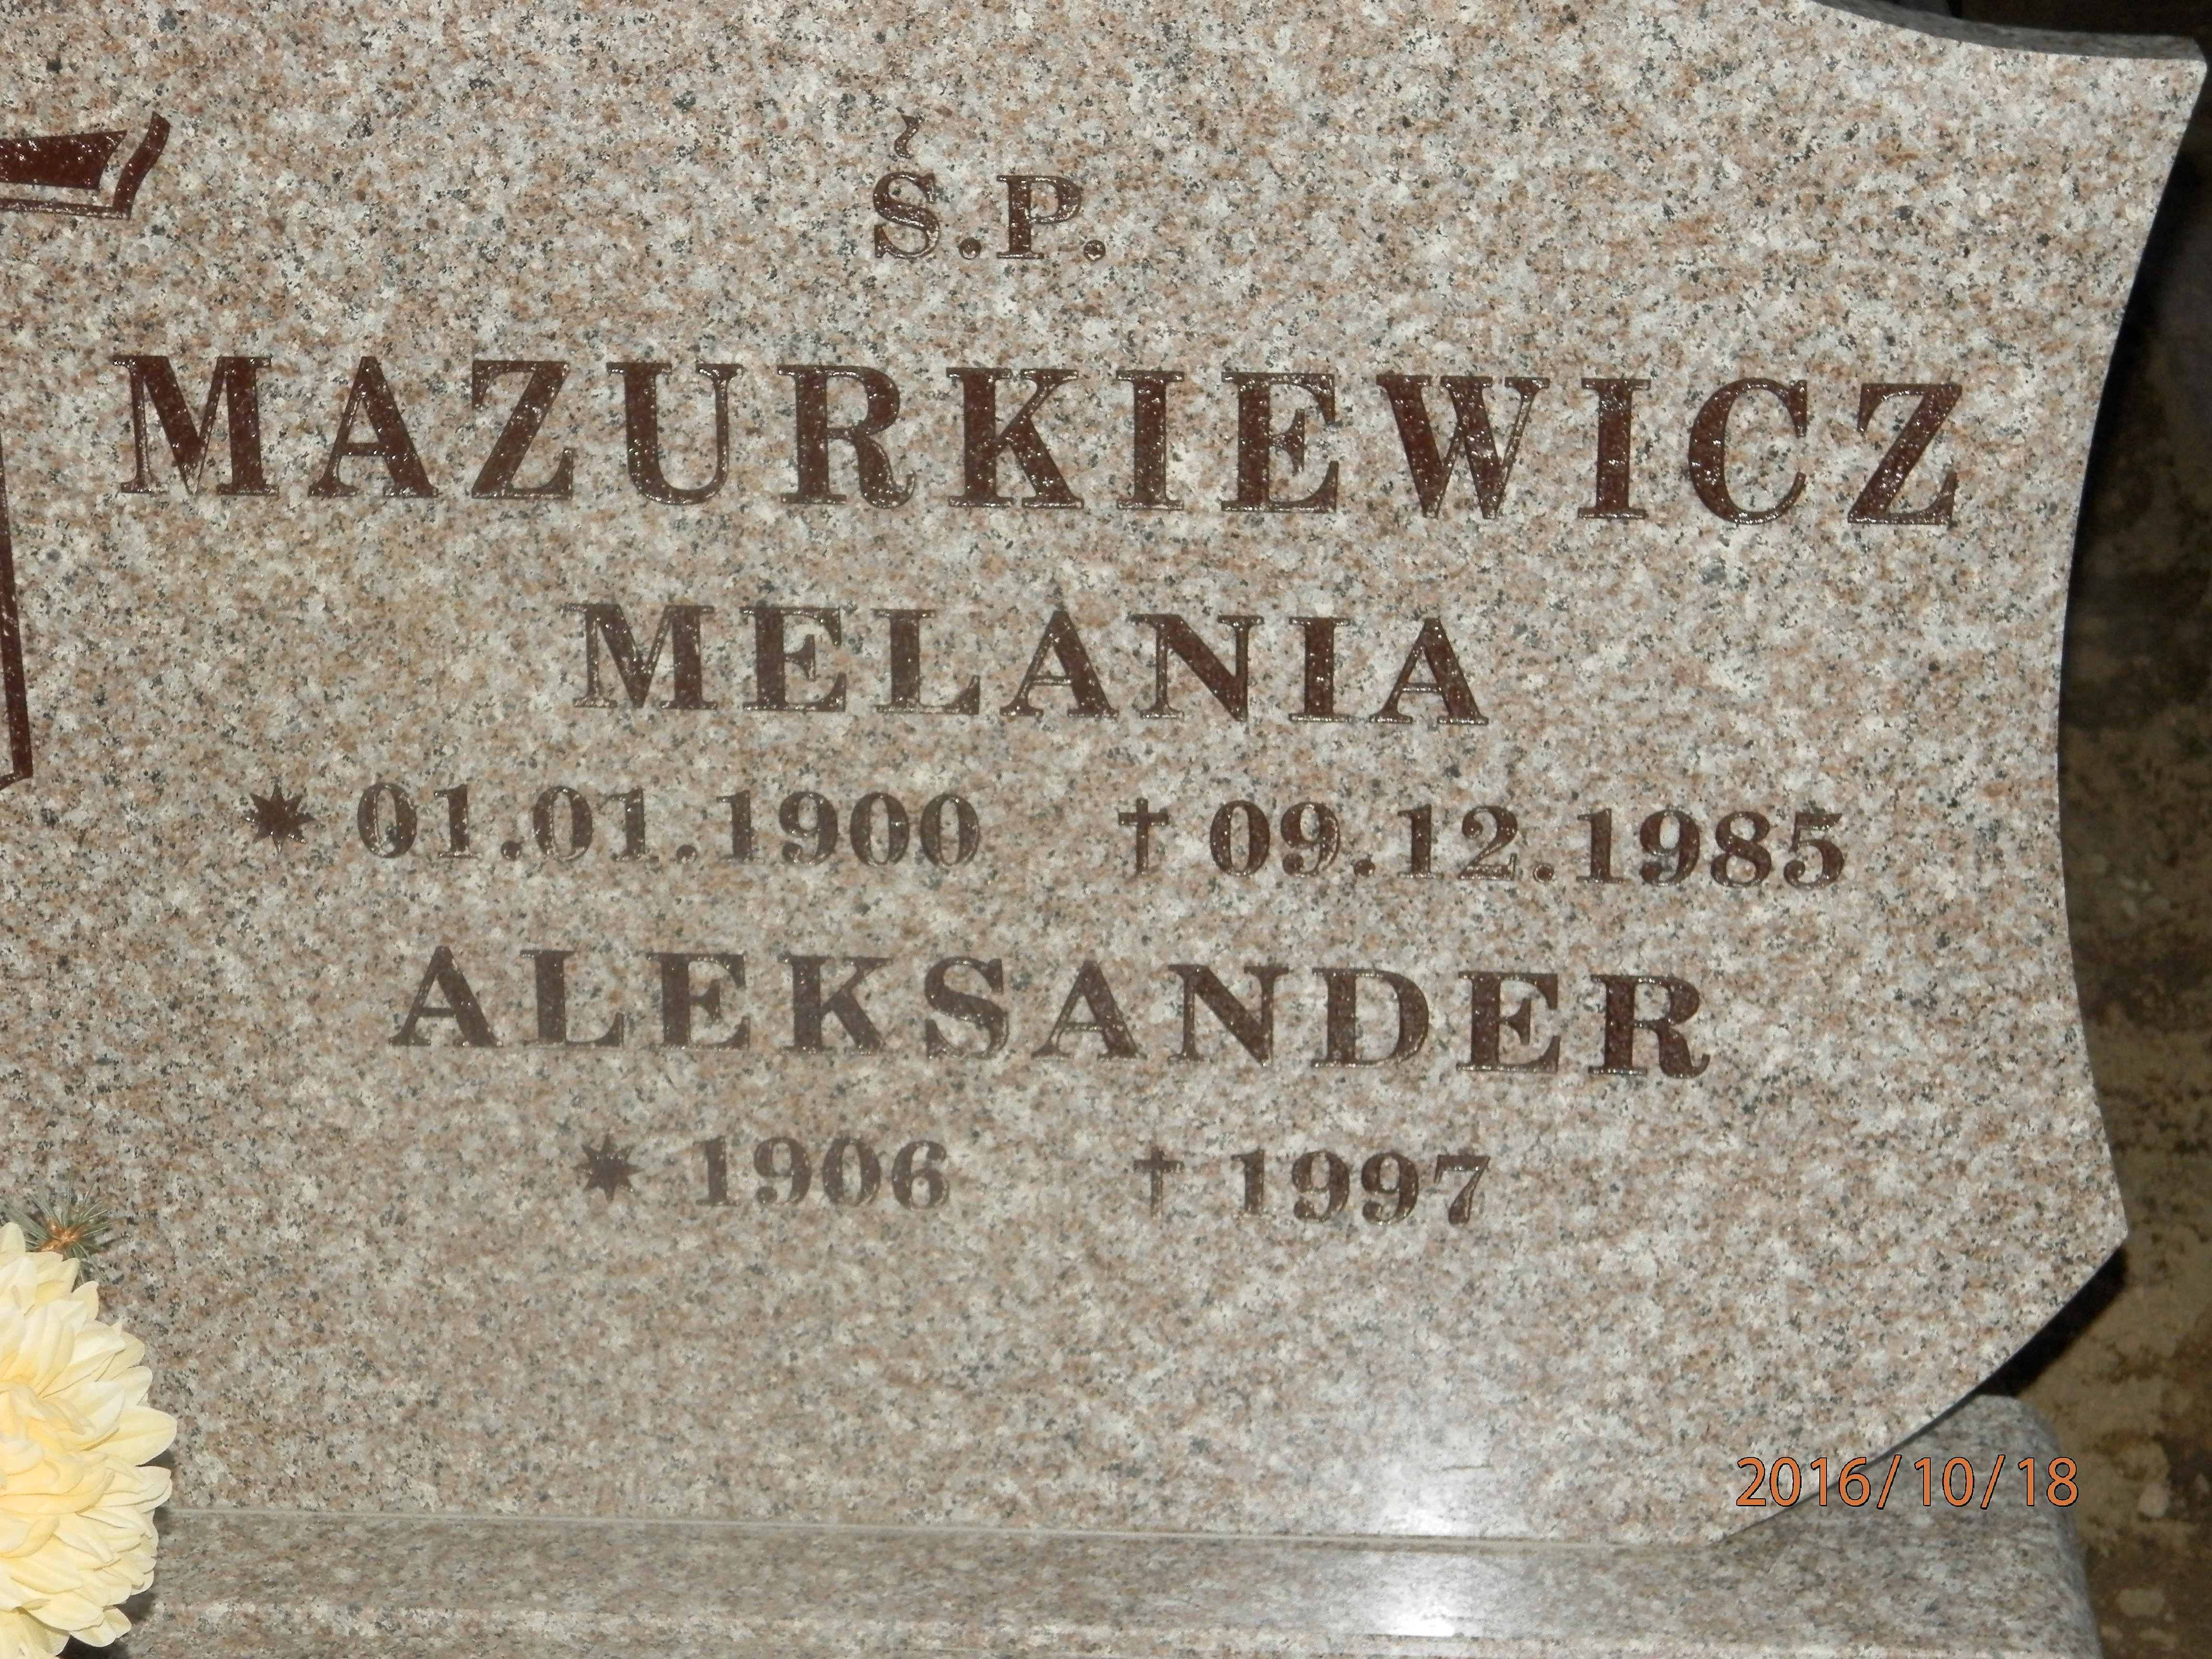 Ś.P.
MAZURKIEWICZ
MELANIA
✷ 01.01.1900 † 09.12.1985
ALEKSANDER
✷ 1906 † 1997
2016/10/18